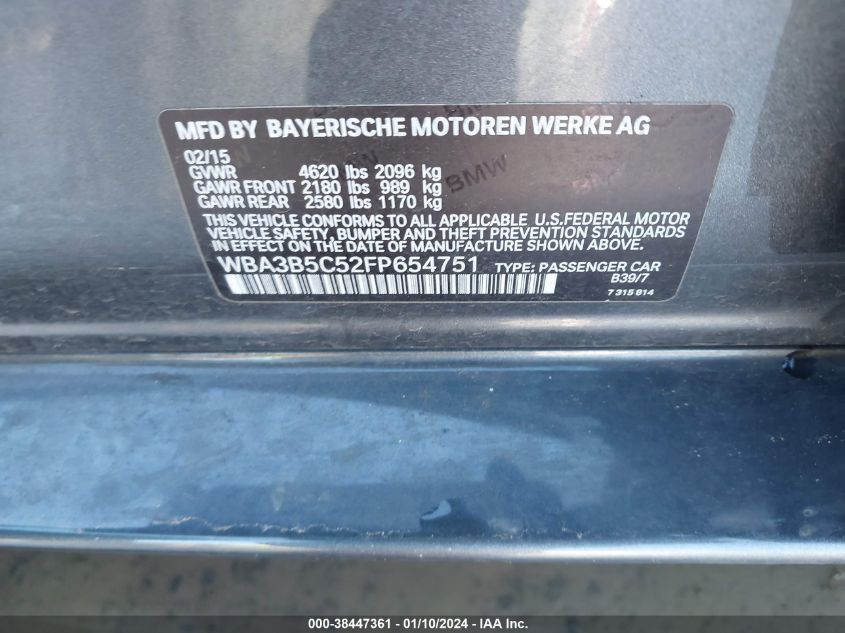 MFD BY BAYERISCHE MOTOREN WERKE AG
02/15
GVWR 4620 lbs 2096 kg
GAWR FRONT 2180 lbs 989 kg
GAWR REAR 2580 lbs 1170 kg
BMW
THIS VEHICLE CONFORMS TO ALL APPLICABLE U.S.FEDERAL MOTOR
VEHICLE SAFETY, BUMPER AND THEFT PREVENTION STANDARDS
IN EFFECT ON THE DATE OF MANUFACTURE SHOWN ABOVE.
WBA3B5C52FP654751 TYPE: PASSENGER CAR
B39/7
7 315 814
000-38447361 - 01/10/2024 - IAAI Inc.